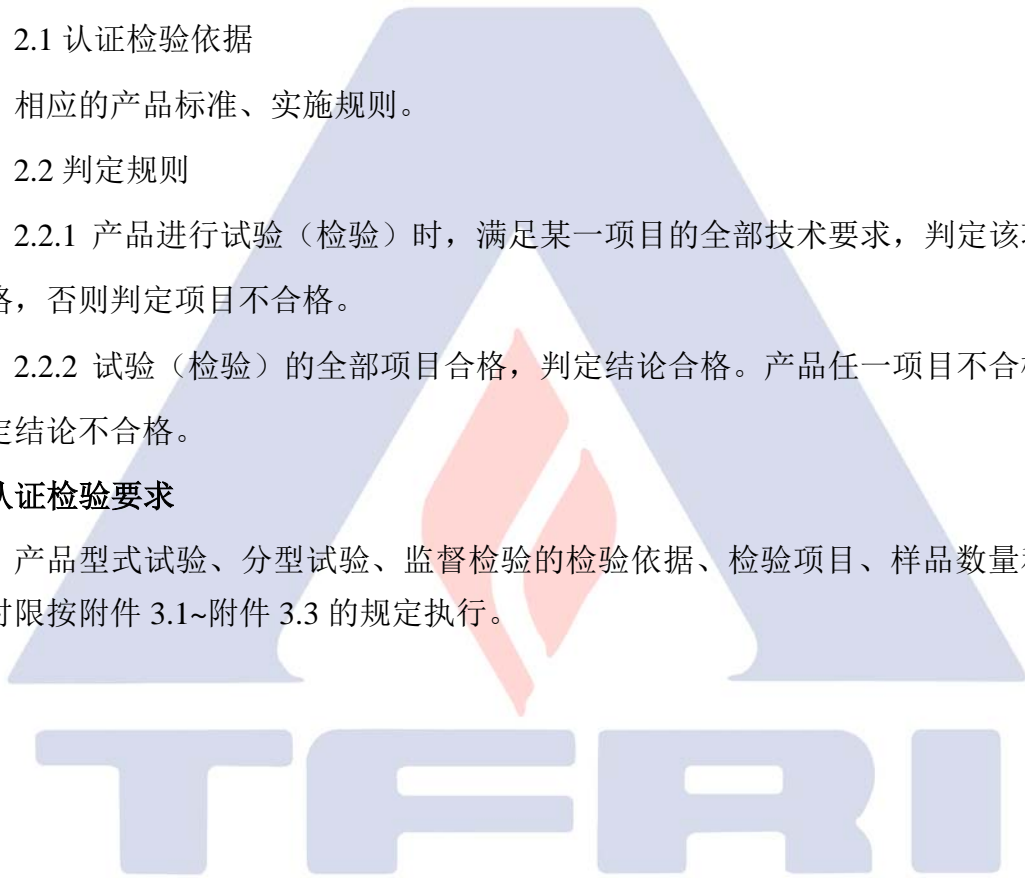 2.1 认证检验依据
相应的产品标准、实施规则。
2.2 判定规则
2.2.1 产品进行试验（检验）时，满足某一项目的全部技术要求，判定该
格，否则判定项目不合格。
2.2.2 试验（检验）的全部项目合格，判定结论合格。产品任一项目不合
定结论不合格。
认证检验要求
产品型式试验、分型试验、监督检验的检验依据、检验项目、样品数量
时限按附件 3.1~附件 3.3 的规定执行。
TFRI